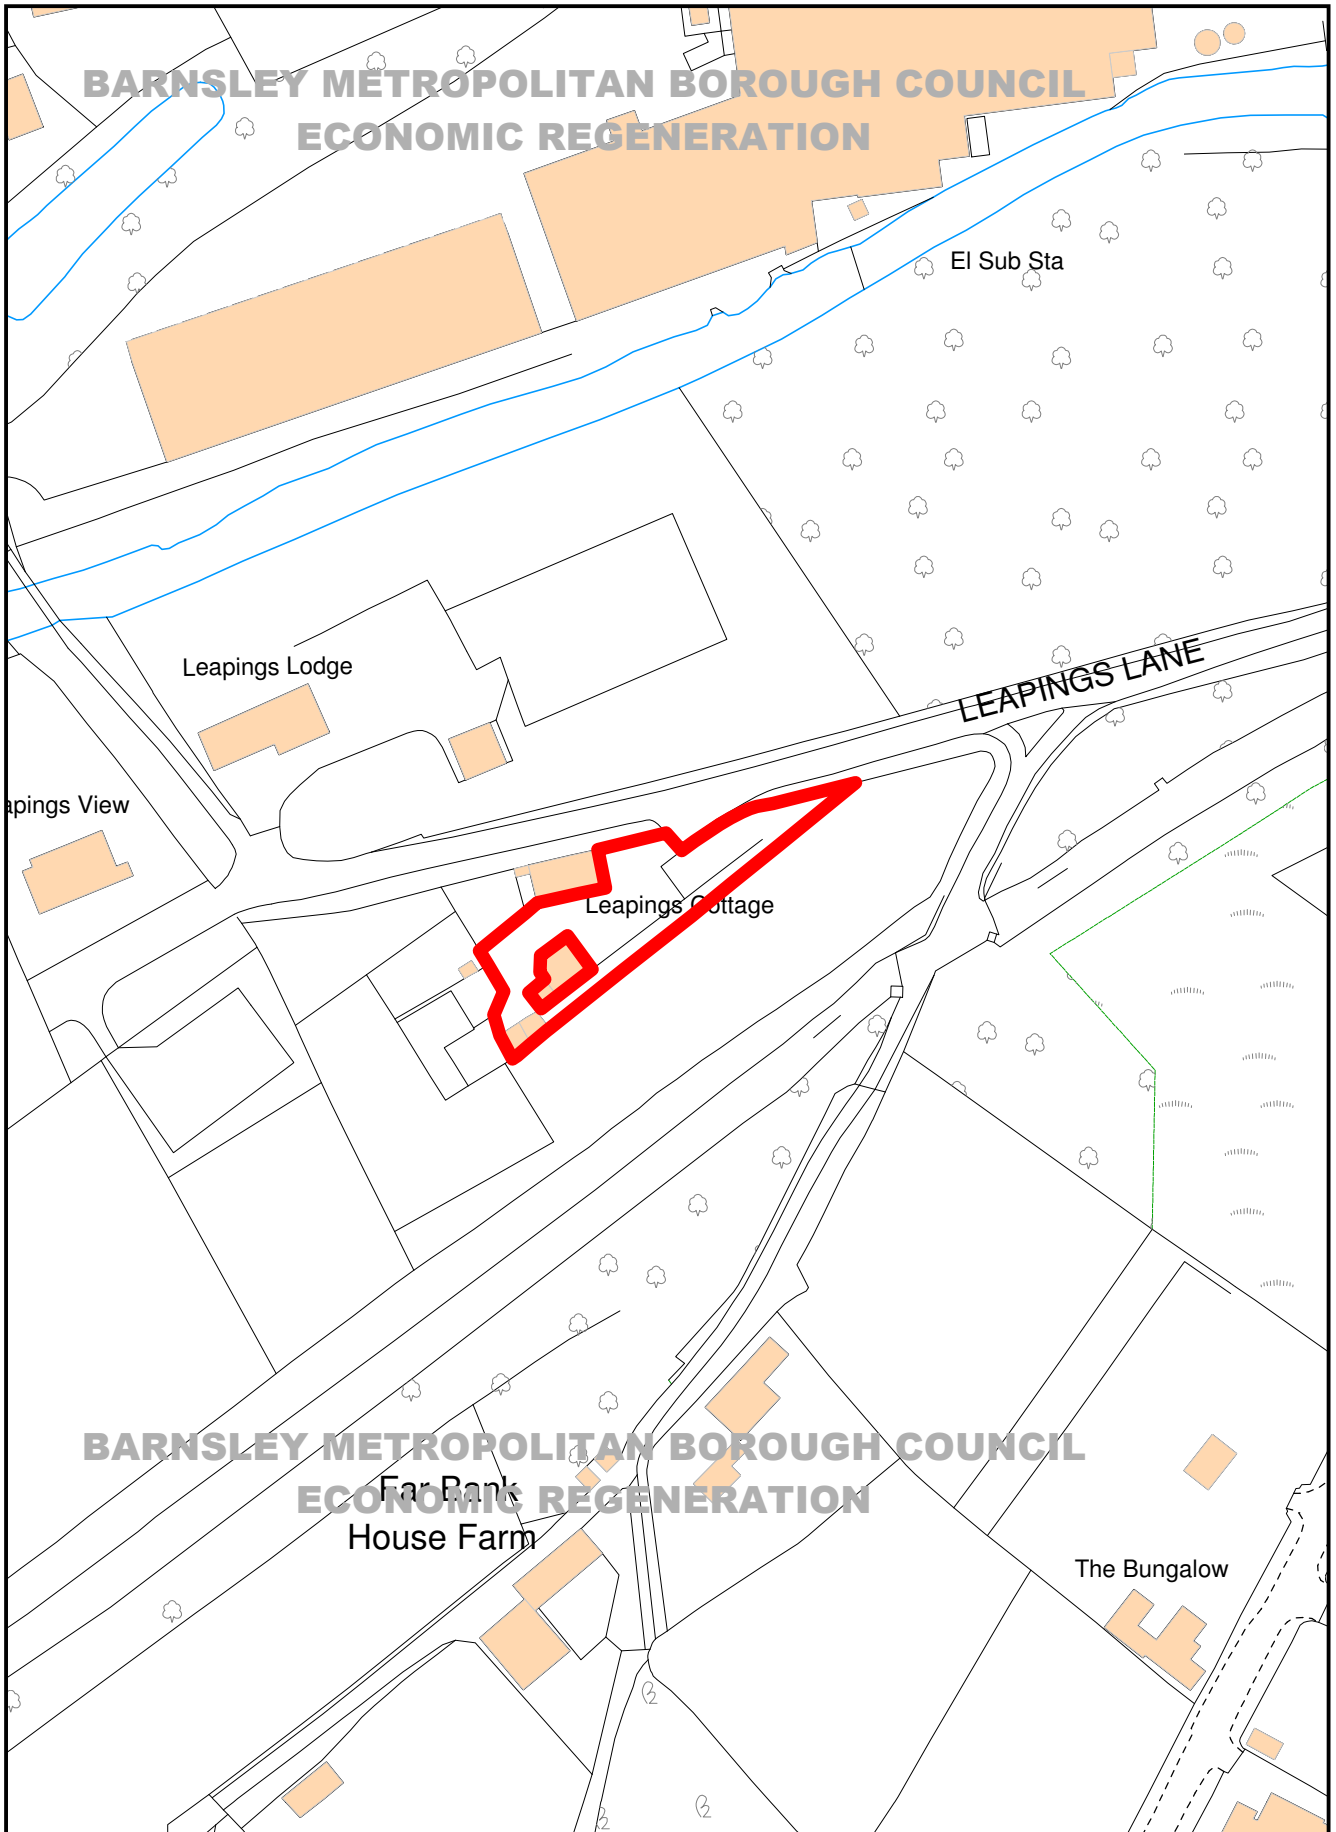 BARNSLEY METROPOLITAN BOROUGH COUNCIL
ECONOMIC REGENERATION
El Sub Sta
Leapings Lodge
LEAPINGS LANE
apings View
Leapings Cottage
BARNSLEY METROPOLITAN BOROUGH COUNCIL
Far Bank
ECONOMIC REGENERATION
House Farm
The Bungalow